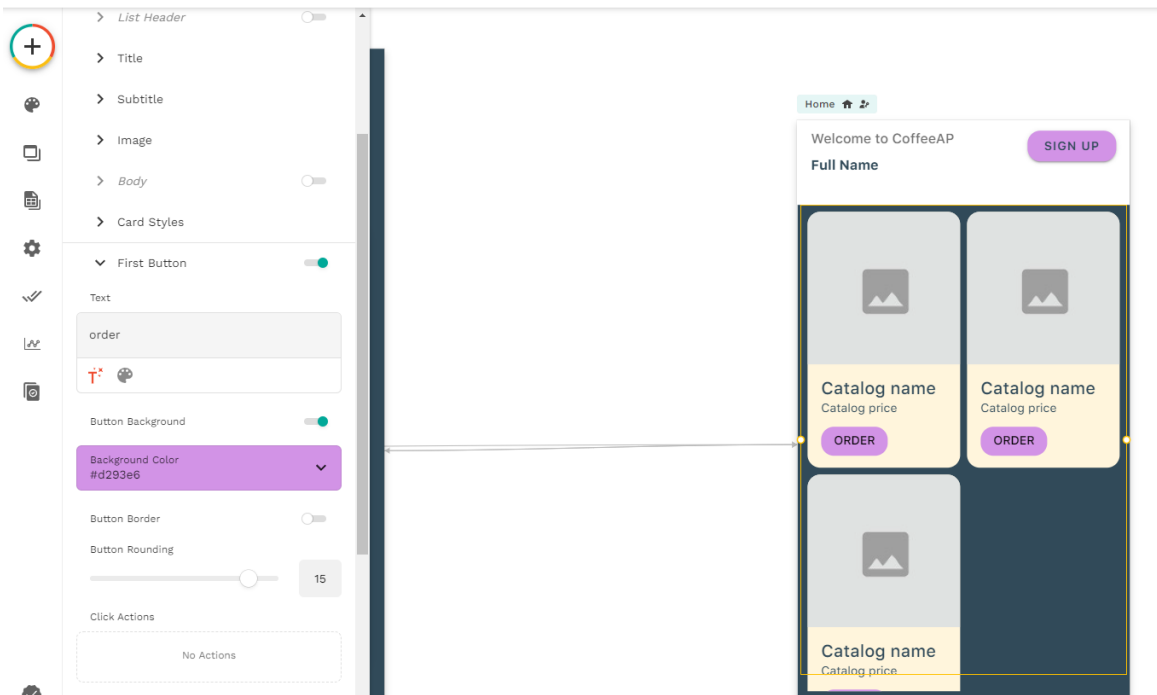 List Header
Title
Subtitle
Image
Body
Card Styles
First Button
Text
order
Button Background
Background Color
#d293e6
Button Border
Button Rounding
15
Click Actions
No Actions
Home
Welcome to CoffeeAP
SIGN UP
Full Name
Catalog name
Catalog price
ORDER
Catalog name
Catalog price
ORDER
Catalog name
Catalog price